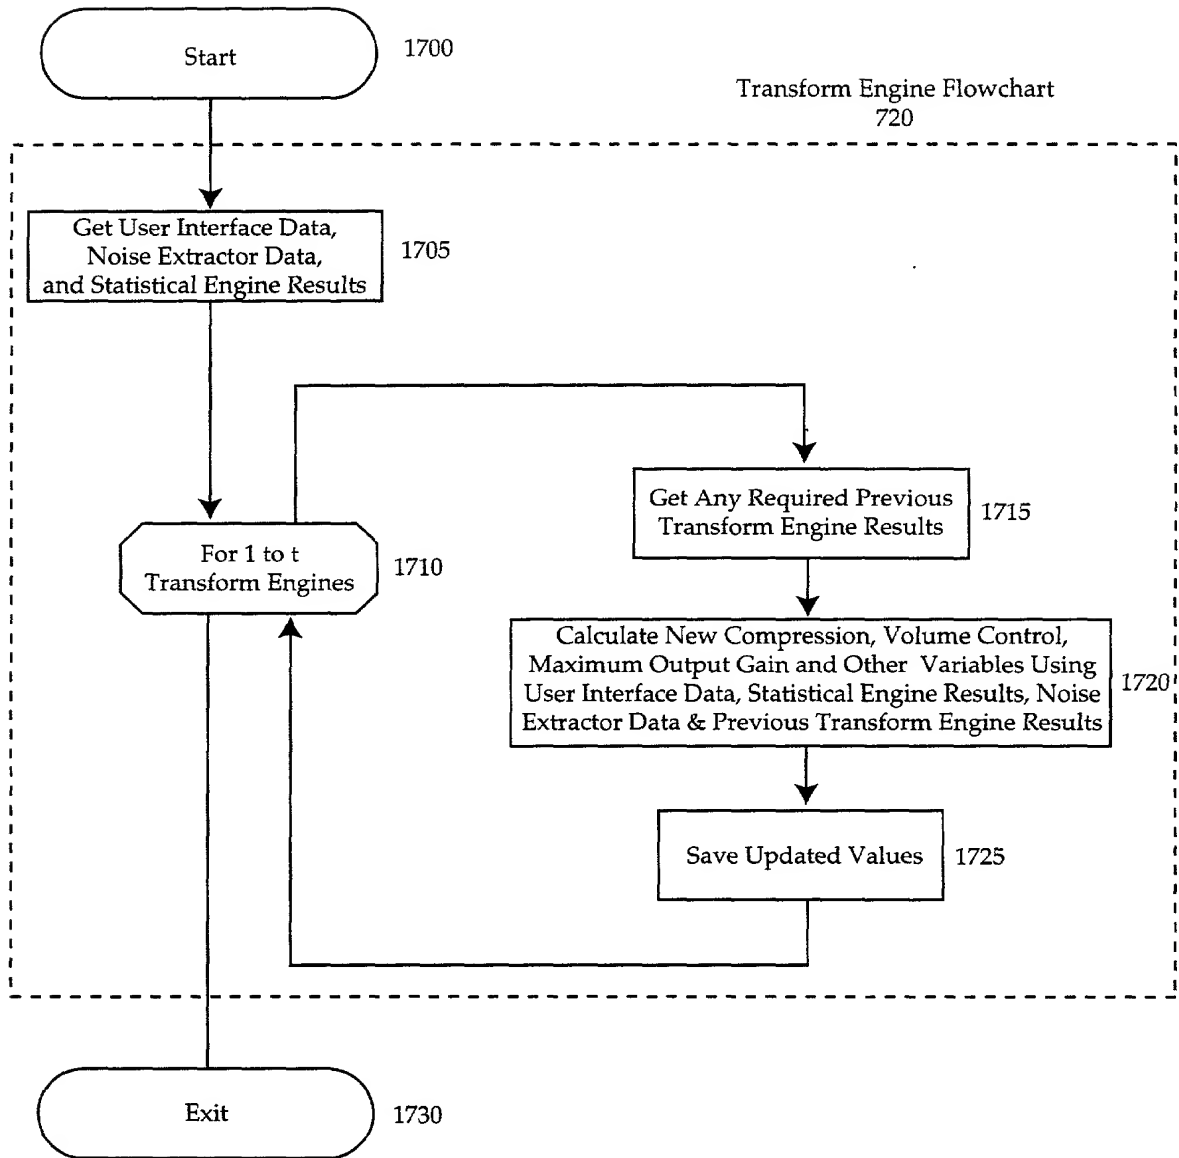 Start
1700
Transform Engine Flowchart
720
Get User Interface Data,
Noise Extractor Data,
and Statistical Engine Results
1705
For 1 to t
Transform Engines
1710
Get Any Required Previous
Transform Engine Results
1715
Calculate New Compression, Volume Control,
Maximum Output Gain and Other Variables Using
User Interface Data, Statistical Engine Results, Noise
Extractor Data & Previous Transform Engine Results
1720
Save Updated Values
1725
Exit
1730